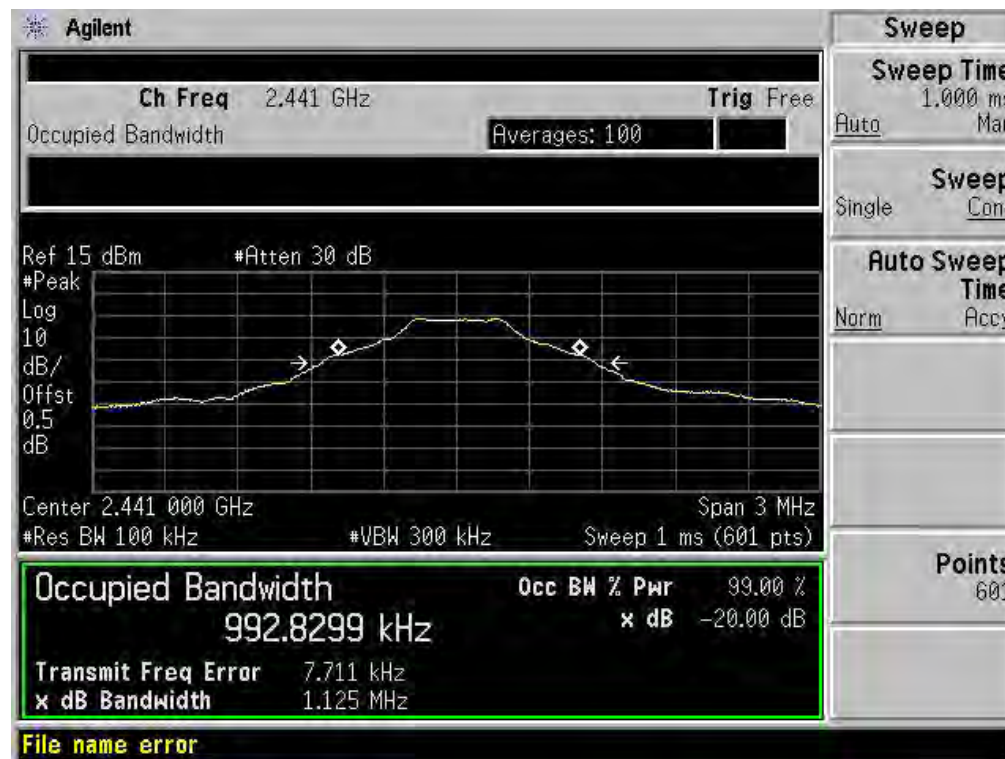 Agilent
Ch Freq 2.441 GHz Trig Free
Occupied Bandwidth Averages: 100
Ref 15 dBm #Atten 30 dB
#Peak
Log
10
dB/
Offst
0.5
dB
Center 2.441 000 GHz Span 3 MHz
#Res BW 100 kHz #VBW 300 kHz Sweep 1 ms (601 pts)
Occupied Bandwidth Occ BW % Pwr 99.00 %
992.8299 kHz x dB -20.00 dB
Transmit Freq Error 7.711 kHz
x dB Bandwidth 1.125 MHz
File name error
Sweep
Sweep Time
1.000 ms
Auto Ma
Sweep
Single Con
Auto Sweep
Time
Norm Accy
Points
601